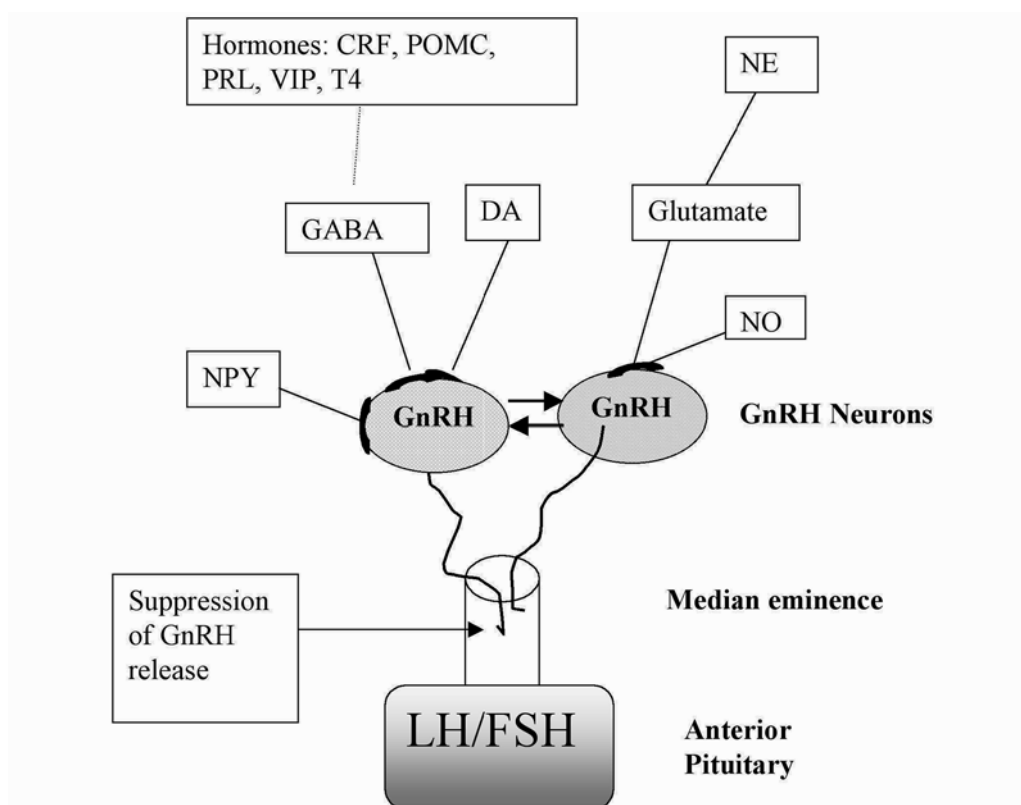 Hormones: CRF, POMC,
PRL, VIP, T4
NE
GABA
DA
Glutamate
NO
NPY
GnRH
GnRH
GnRH Neurons
Suppression
of GnRH
release
Median eminence
LH/FSH
Anterior
Pituitary